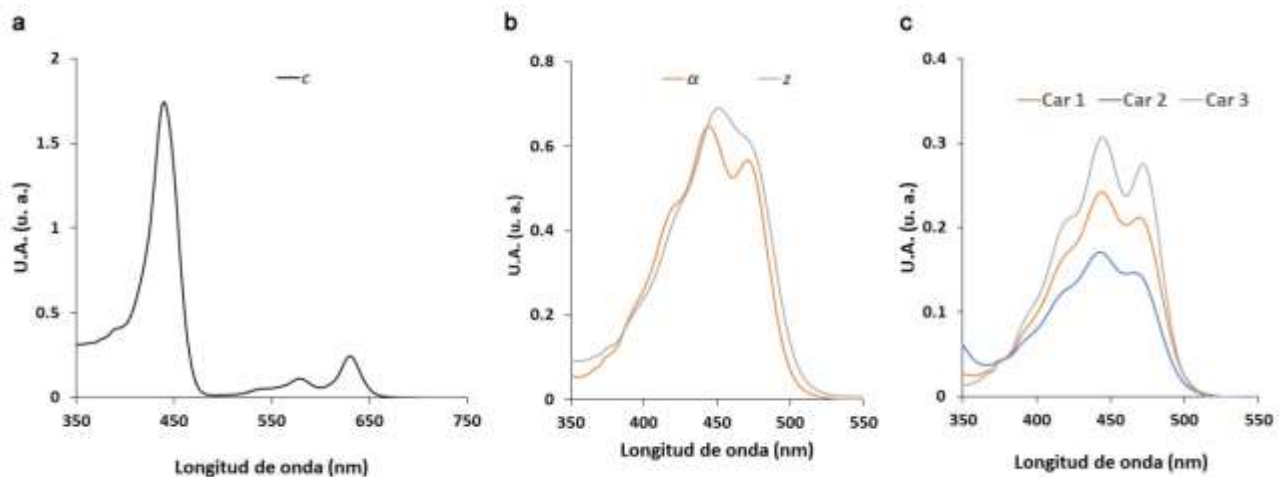 a
2
1.5
1
0.5
0
U.A. (u. a.)
c
350
450
550
650
750
Longitud de onda (nm)
b
0.8
0.6
0.4
0.2
0
U.A. (u. a.)
α
z
350
400
450
500
550
Longitud de onda (nm)
c
0.4
0.3
0.2
0.1
0
U.A. (u. a.)
Car 1
Car 2
Car 3
350
400
450
500
550
Longitud de onda (nm)